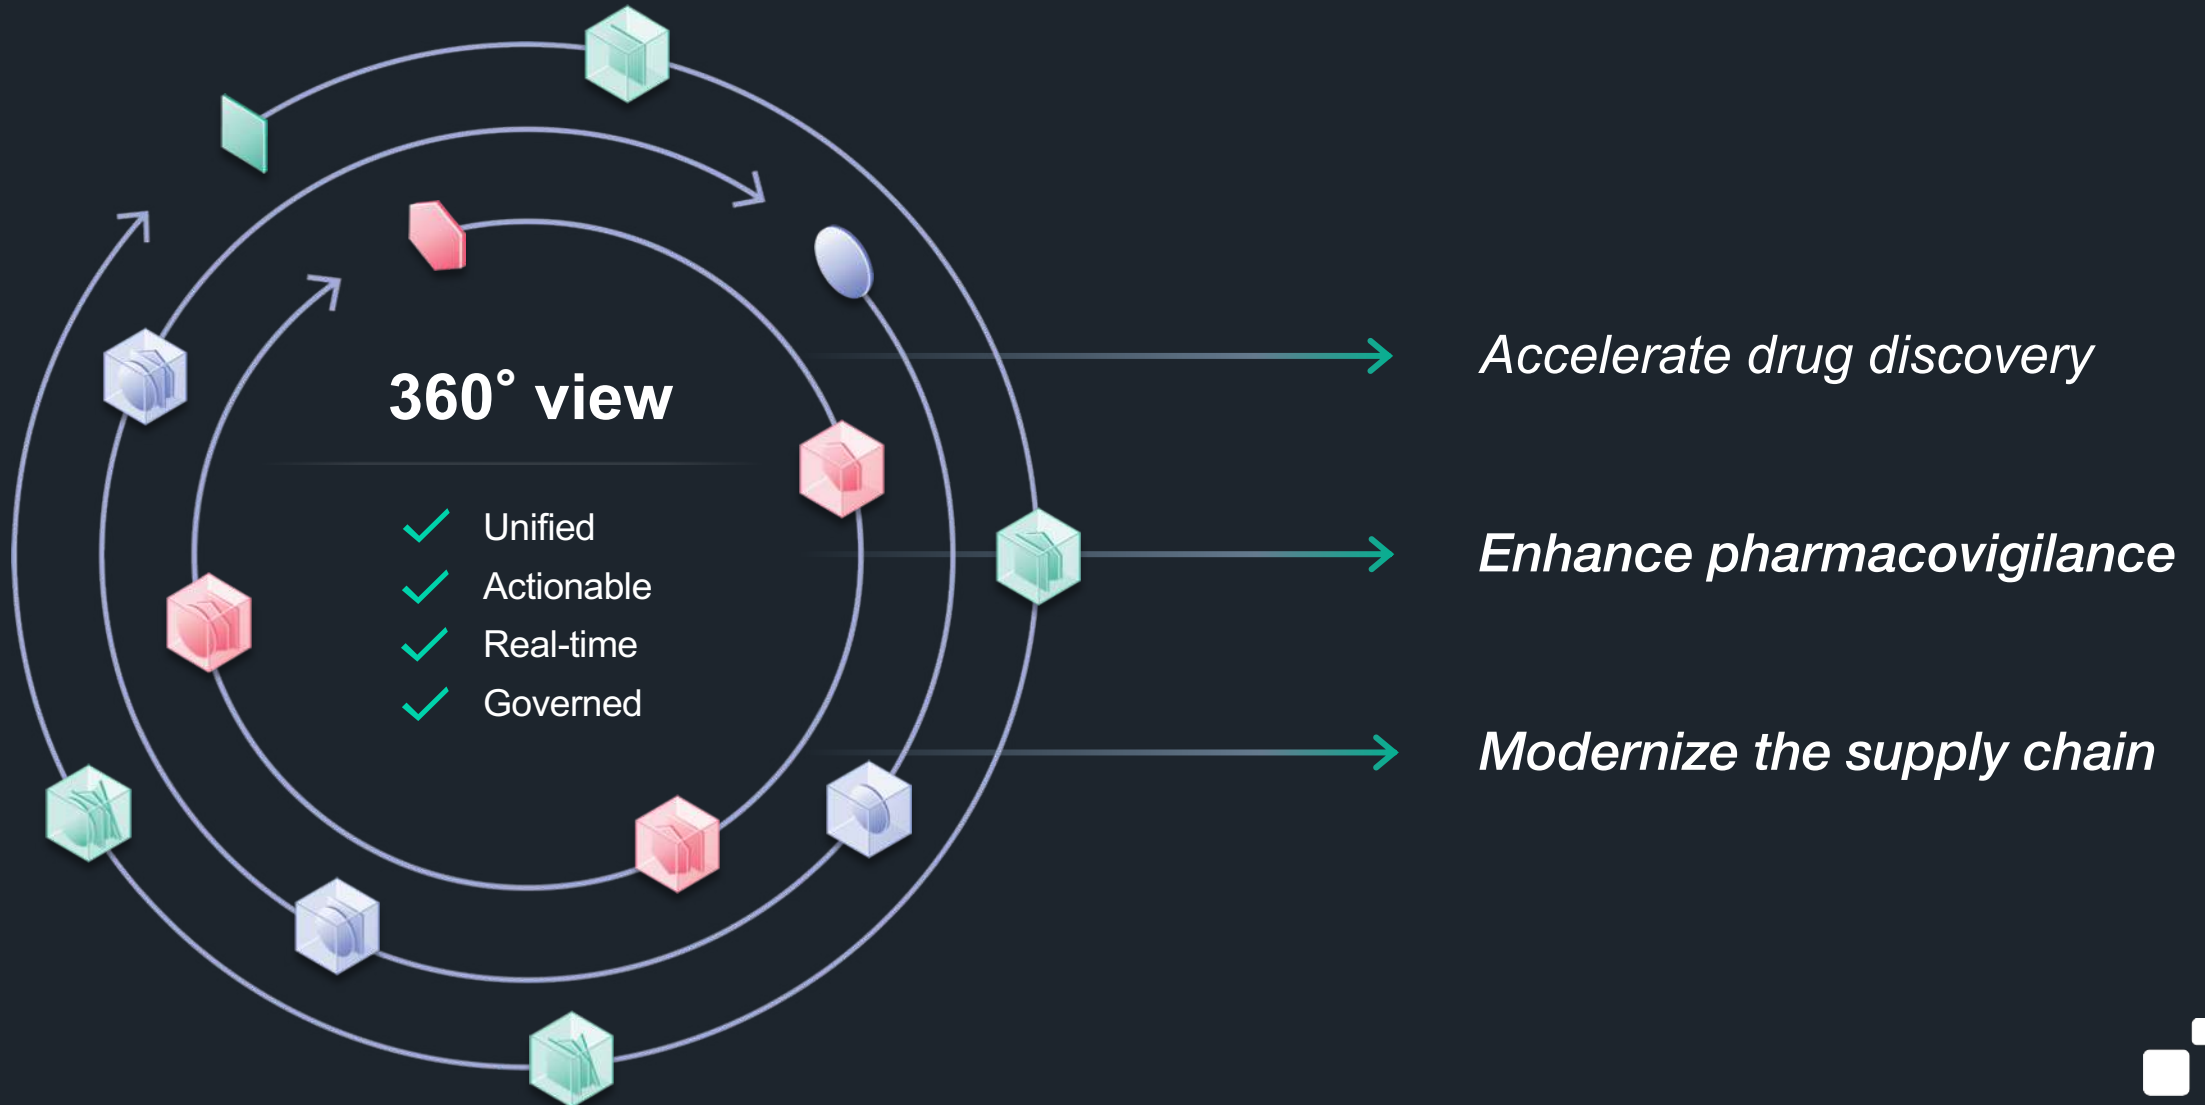 360° view
Unified
Actionable
Real-time
Governed
Accelerate drug discovery
Enhance pharmacovigilance
Modernize the supply chain